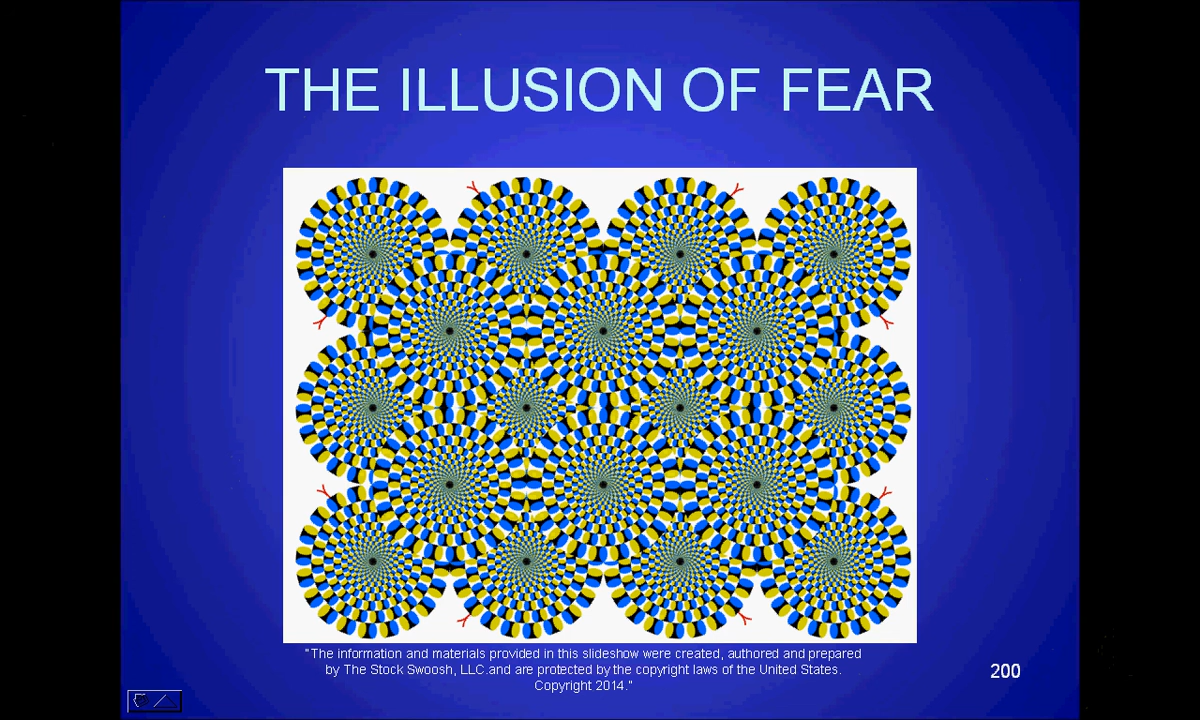 THE ILLUSION OF FEAR
"The information and materials provided in this slideshow were created, authored and prepared
by The Stock Swoosh, LLC.and are protected by the copyright laws of the United States.
Copyright 2014."
200